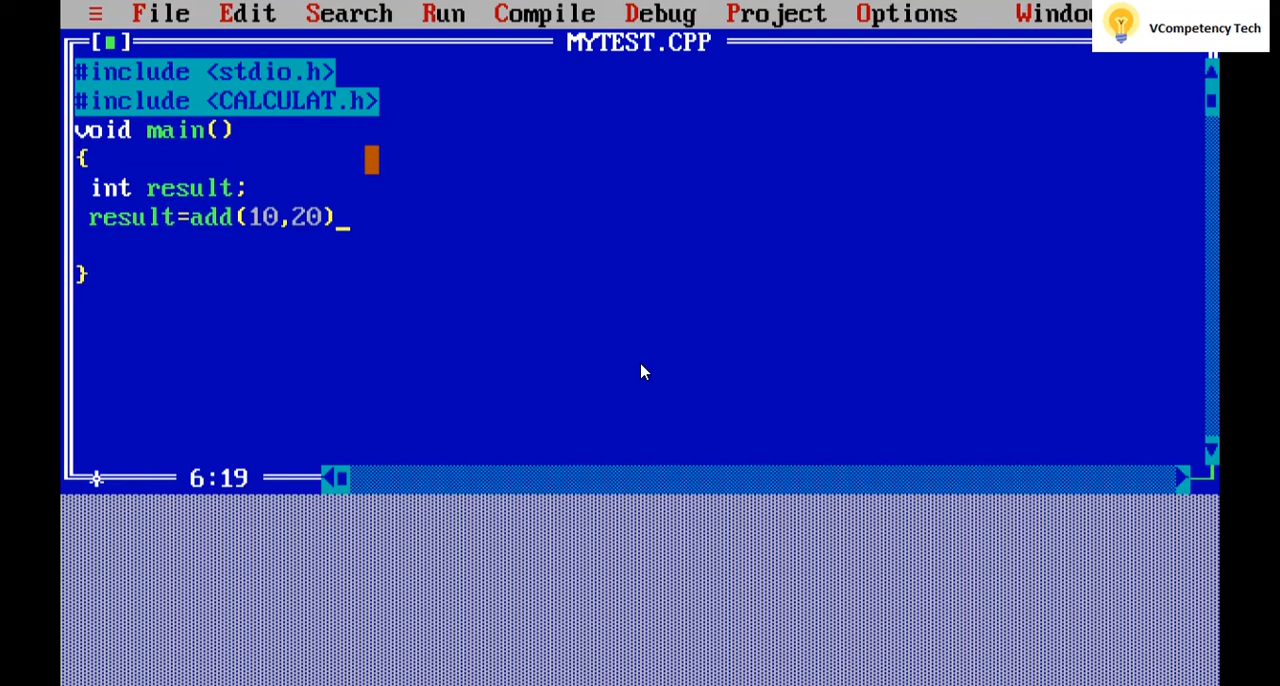 ≡ File Edit Search Run Compile Debug Project Options Windo
VCompetency Tech
[■] MYTEST.CPP
#include <stdio.h>
#include <CALCULAT.h>
void main()
{
int result;
result=add(10,20)_
}
6:19